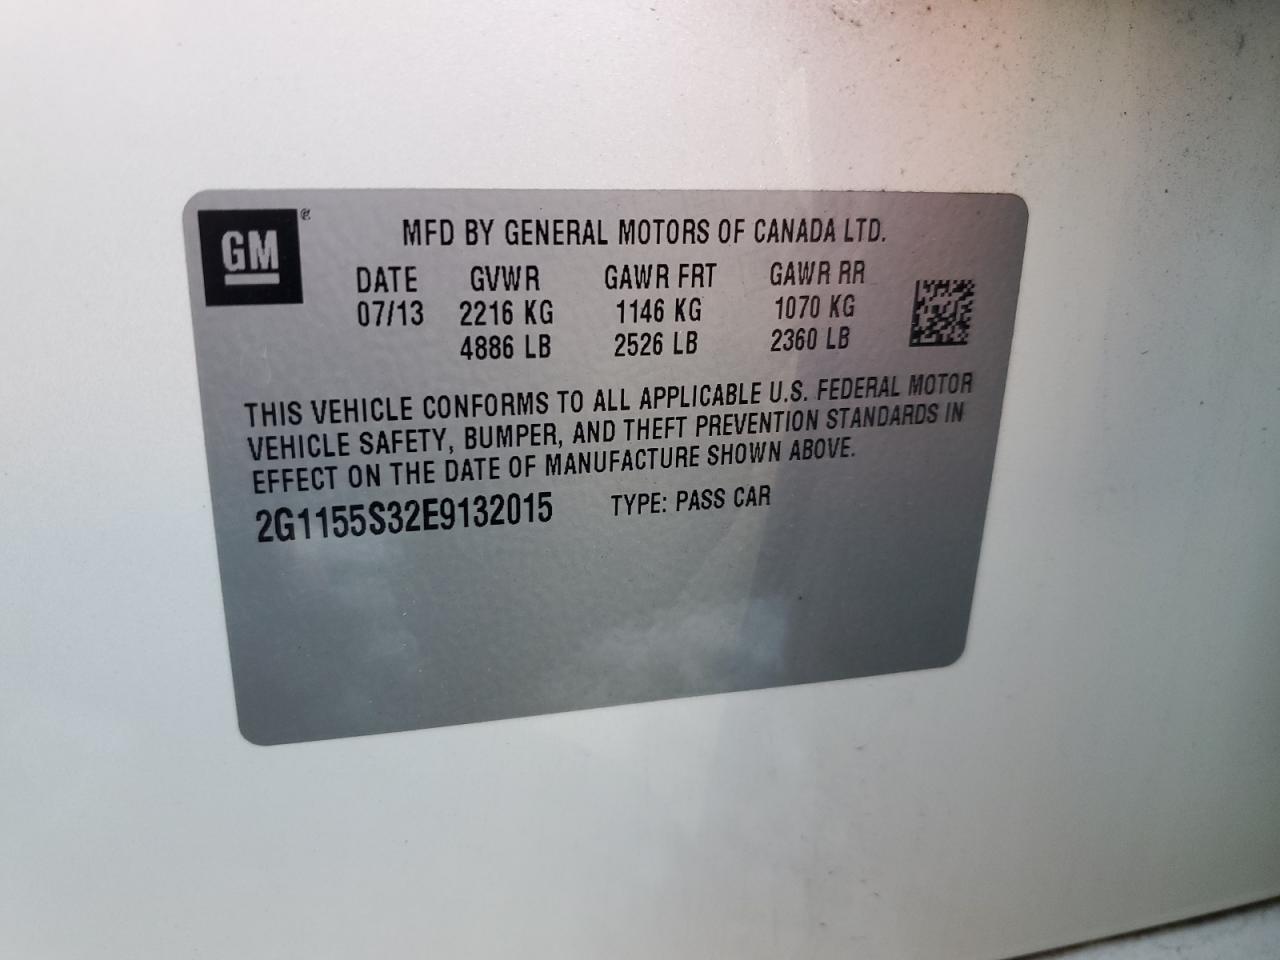 GM
MFD BY GENERAL MOTORS OF CANADA LTD.
DATE GVWR GAWR FRT GAWR RR
07/13 2216 KG 1146 KG 1070 KG
4886 LB 2526 LB 2360 LB
THIS VEHICLE CONFORMS TO ALL APPLICABLE U.S. FEDERAL MOTOR
VEHICLE SAFETY, BUMPER, AND THEFT PREVENTION STANDARDS IN
EFFECT ON THE DATE OF MANUFACTURE SHOWN ABOVE.
2G1155S32E9132015 TYPE: PASS CAR